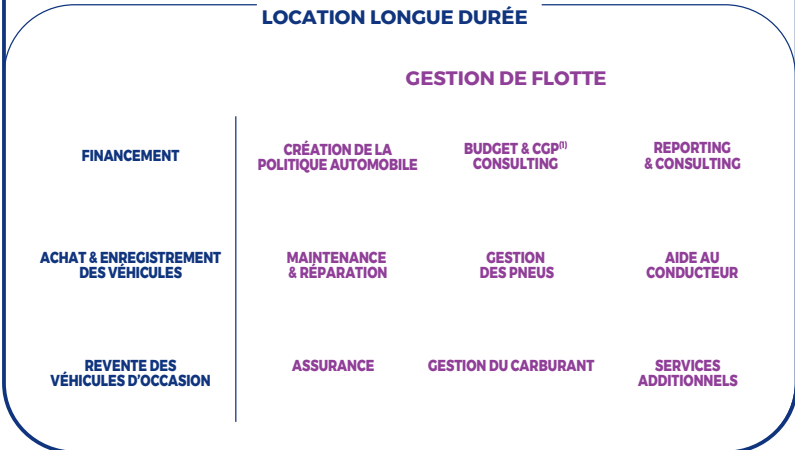 LOCATION LONGUE DURÉE
GESTION DE FLOTTE
FINANCEMENT
CRÉATION DE LA
POLITIQUE AUTOMOBILE
BUDGET & CGP(1)
CONSULTING
REPORTING
& CONSULTING
ACHAT & ENREGISTREMENT
DES VÉHICULES
MAINTENANCE
& RÉPARATION
GESTION
DES PNEUS
AIDE AU
CONDUCTEUR
REVENTE DES
VÉHICULES D'OCCASION
ASSURANCE
GESTION DU CARBURANT
SERVICES
ADDITIONNELS